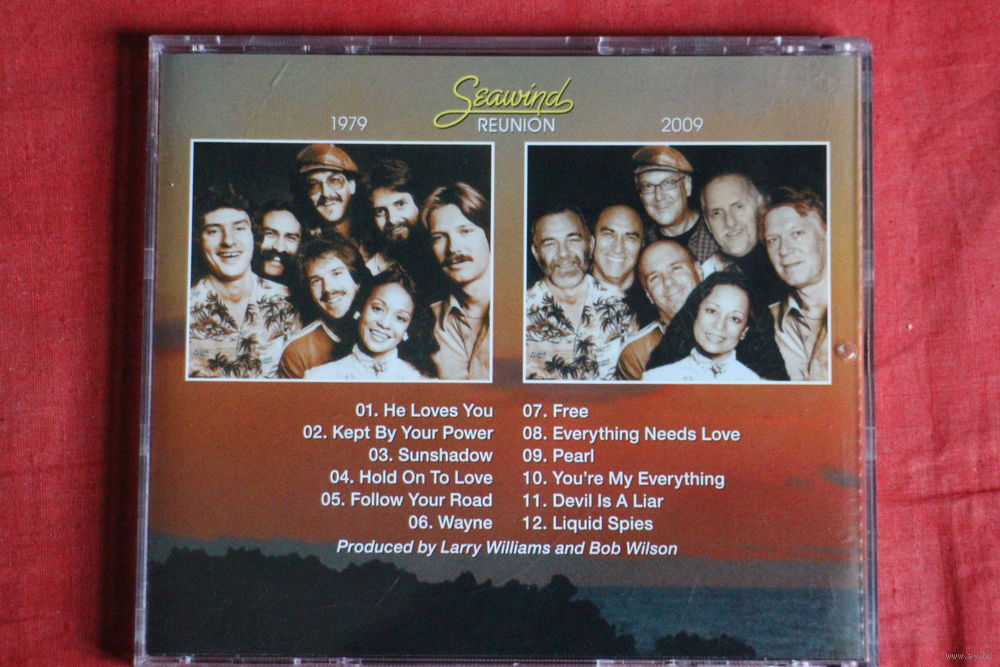 Seawind
1979 REUNION 2009
01. He Loves You
02. Kept By Your Power
03. Sunshadow
04. Hold On To Love
05. Follow Your Road
06. Wayne
07. Free
08. Everything Needs Love
09. Pearl
10. You're My Everything
11. Devil Is A Liar
12. Liquid Spies
Produced by Larry Williams and Bob Wilson
www.ay.by